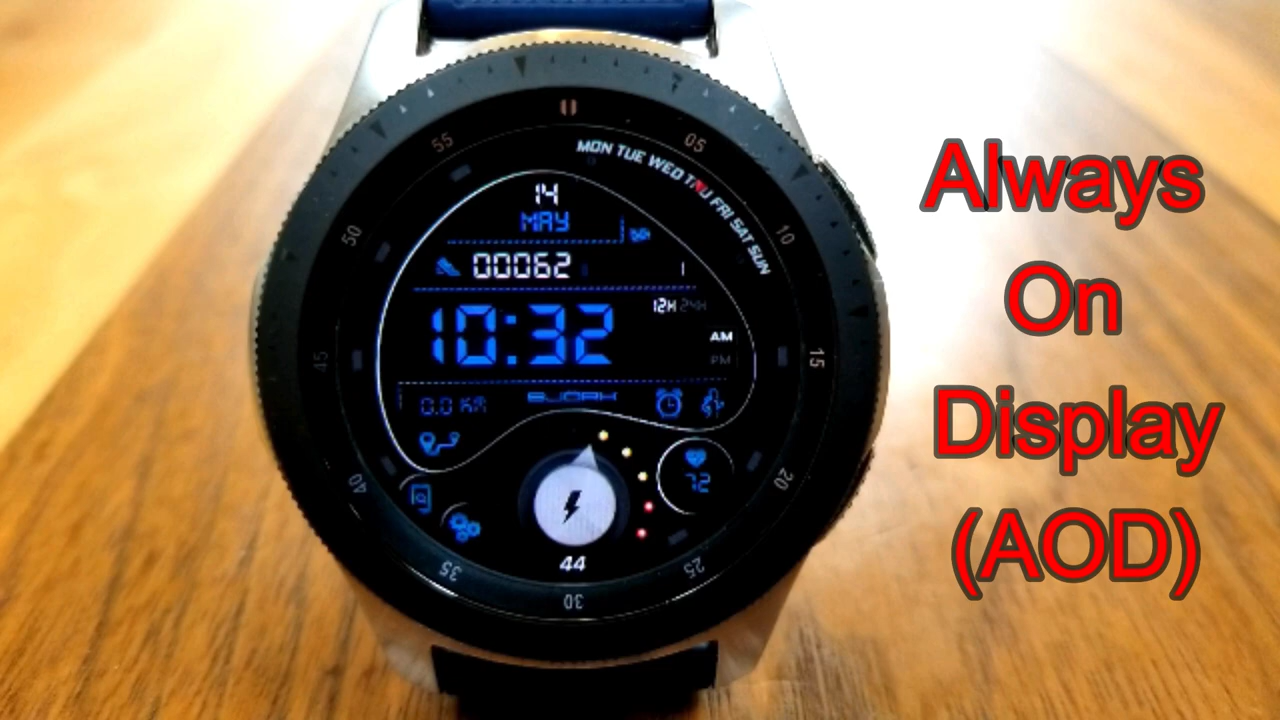 55
05
10
15
20
25
30
35
40
45
50
MON TUE WED THU FRI SAT SUN
14
MAY
00062
12H 24H
10:32
AM
PM
0.0 KM
BJORK
72
44
Always
On
Display
(AOD)